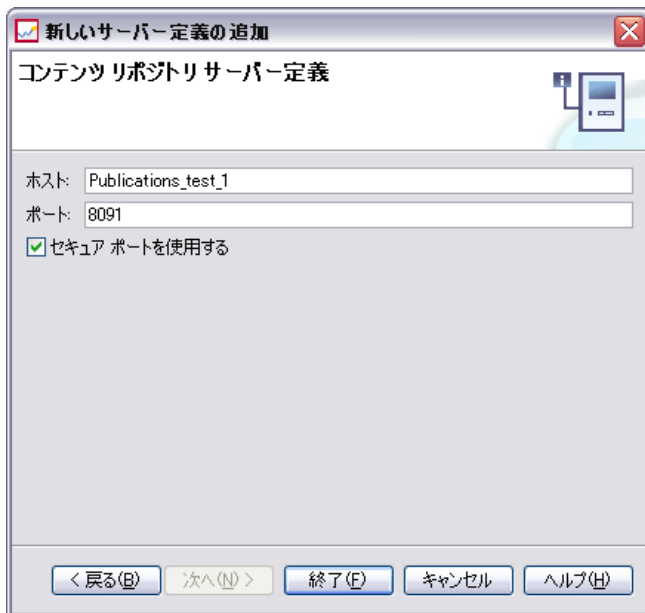 新しいサーバー定義の追加
コンテンツ リポジトリ サーバー定義
ホスト: Publications_test_1
ポート: 8091
セキュア ポートを使用する
< 戻る(B) 次へ(N) > 終了(F) キャンセル ヘルプ(H)